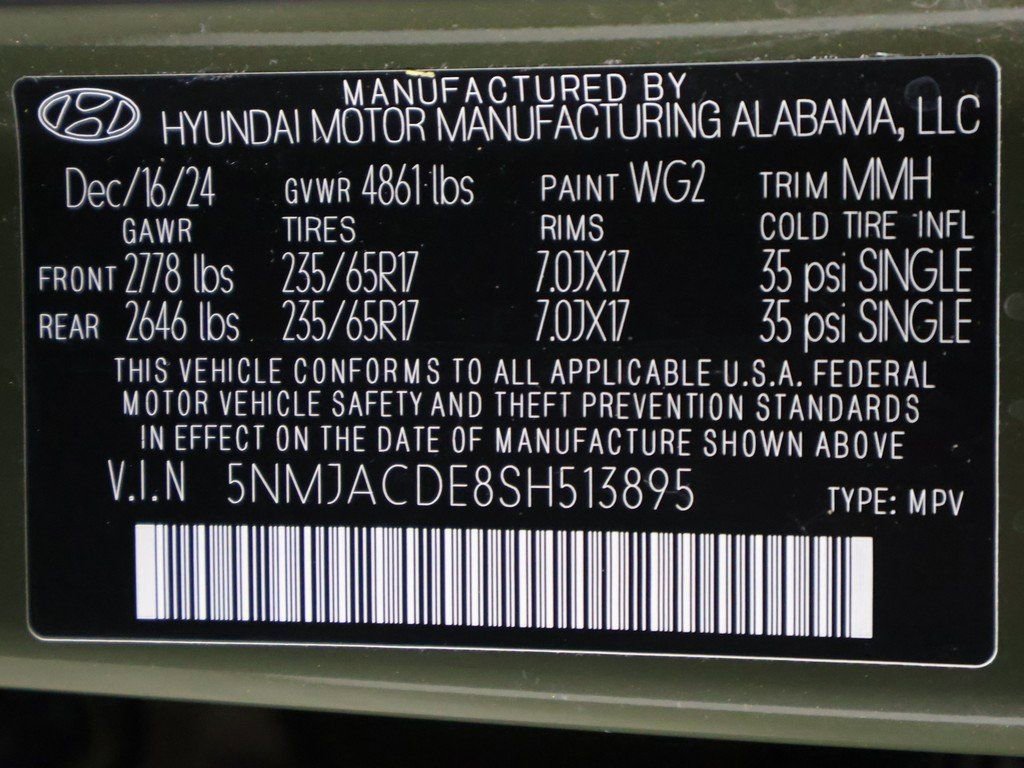 MANUFACTURED BY
HYUNDAI MOTOR MANUFACTURING ALABAMA, LLC
Dec/16/24 GVWR 4861 lbs PAINT WG2 TRIM MMH
GAWR TIRES RIMS COLD TIRE INFL
FRONT 2778 lbs 235/65R17 7.0JX17 35 psi SINGLE
REAR 2646 lbs 235/65R17 7.0JX17 35 psi SINGLE
THIS VEHICLE CONFORMS TO ALL APPLICABLE U.S.A. FEDERAL
MOTOR VEHICLE SAFETY AND THEFT PREVENTION STANDARDS
IN EFFECT ON THE DATE OF MANUFACTURE SHOWN ABOVE
V.I.N 5NMJACDE8SH513895 TYPE: MPV